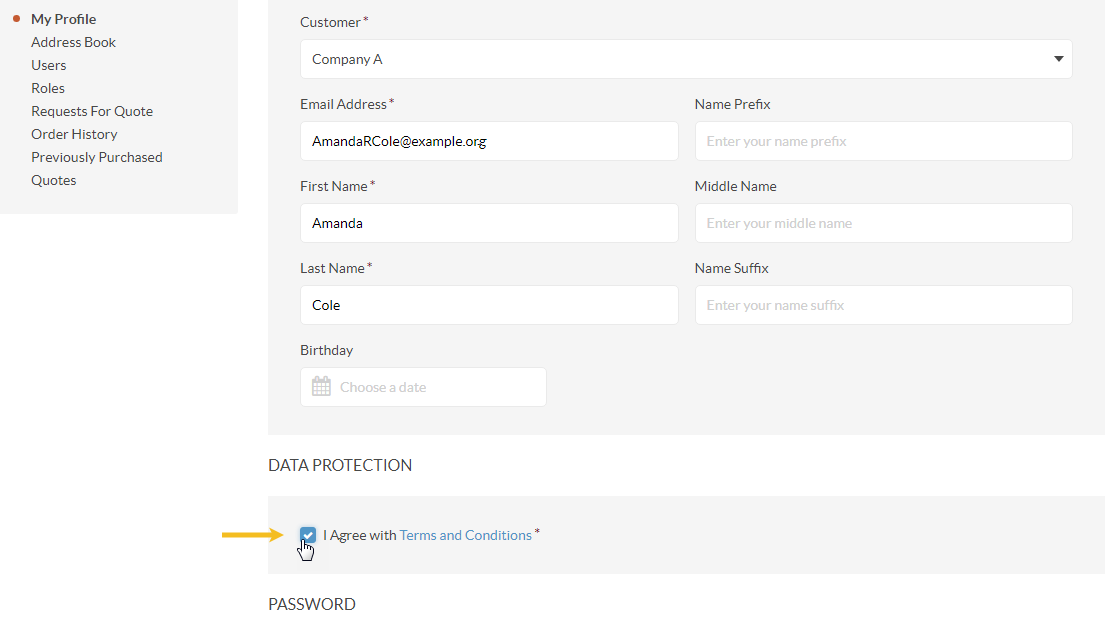 My Profile
Address Book
Users
Roles
Requests For Quote
Order History
Previously Purchased
Quotes
Customer*
Company A
Email Address* Name Prefix
AmandaRCole@example.org Enter your name prefix
First Name* Middle Name
Amanda Enter your middle name
Last Name* Name Suffix
Cole Enter your name suffix
Birthday
Choose a date
DATA PROTECTION
I Agree with Terms and Conditions *
PASSWORD